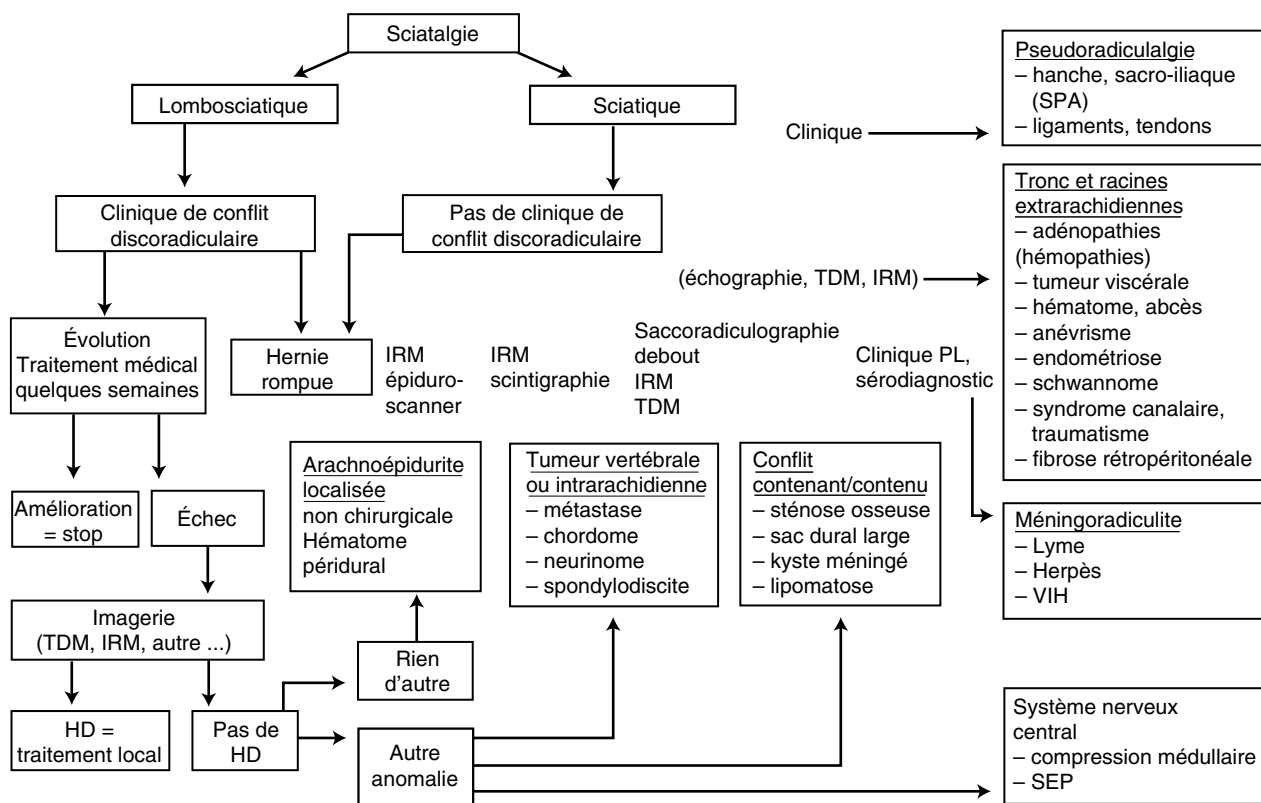 Sciatalgie
Lombosciatique
Sciatique
Clinique
Pseudoradiculalgie
– hanche, sacro-iliaque
(SPA)
– ligaments, tendons
Clinique de conflit
discoradiculaire
Pas de clinique de
conflit discoradiculaire
(échographie, TDM, IRM)
Tronc et racines
extrarachidiennes
– adénopathies
(hémopathies)
– tumeur viscérale
– hématome, abcès
– anévrisme
– endométriose
– schwannome
– syndrome canalaire,
traumatisme
– fibrose rétropéritonéale
Évolution
Traitement médical
quelques semaines
Hernie
rompue
IRM
épiduro-
scanner
IRM
scintigraphie
Saccoradiculographie
debout
IRM
TDM
Clinique PL,
sérodiagnostic
Amélioration
= stop
Échec
Arachnoépidurite
localisée
non chirurgicale
Hématome
péridural
Tumeur vertébrale
ou intrarachidienne
– métastase
– chordome
– neurinome
– spondylodiscite
Conflit
contenant/contenu
– sténose osseuse
– sac dural large
– kyste méningé
– lipomatose
Méningoradiculite
– Lyme
– Herpès
– VIH
Imagerie
(TDM, IRM, autre ...)
Rien
d'autre
HD =
traitement local
Pas de
HD
Autre
anomalie
Système nerveux
central
– compression médullaire
– SEP